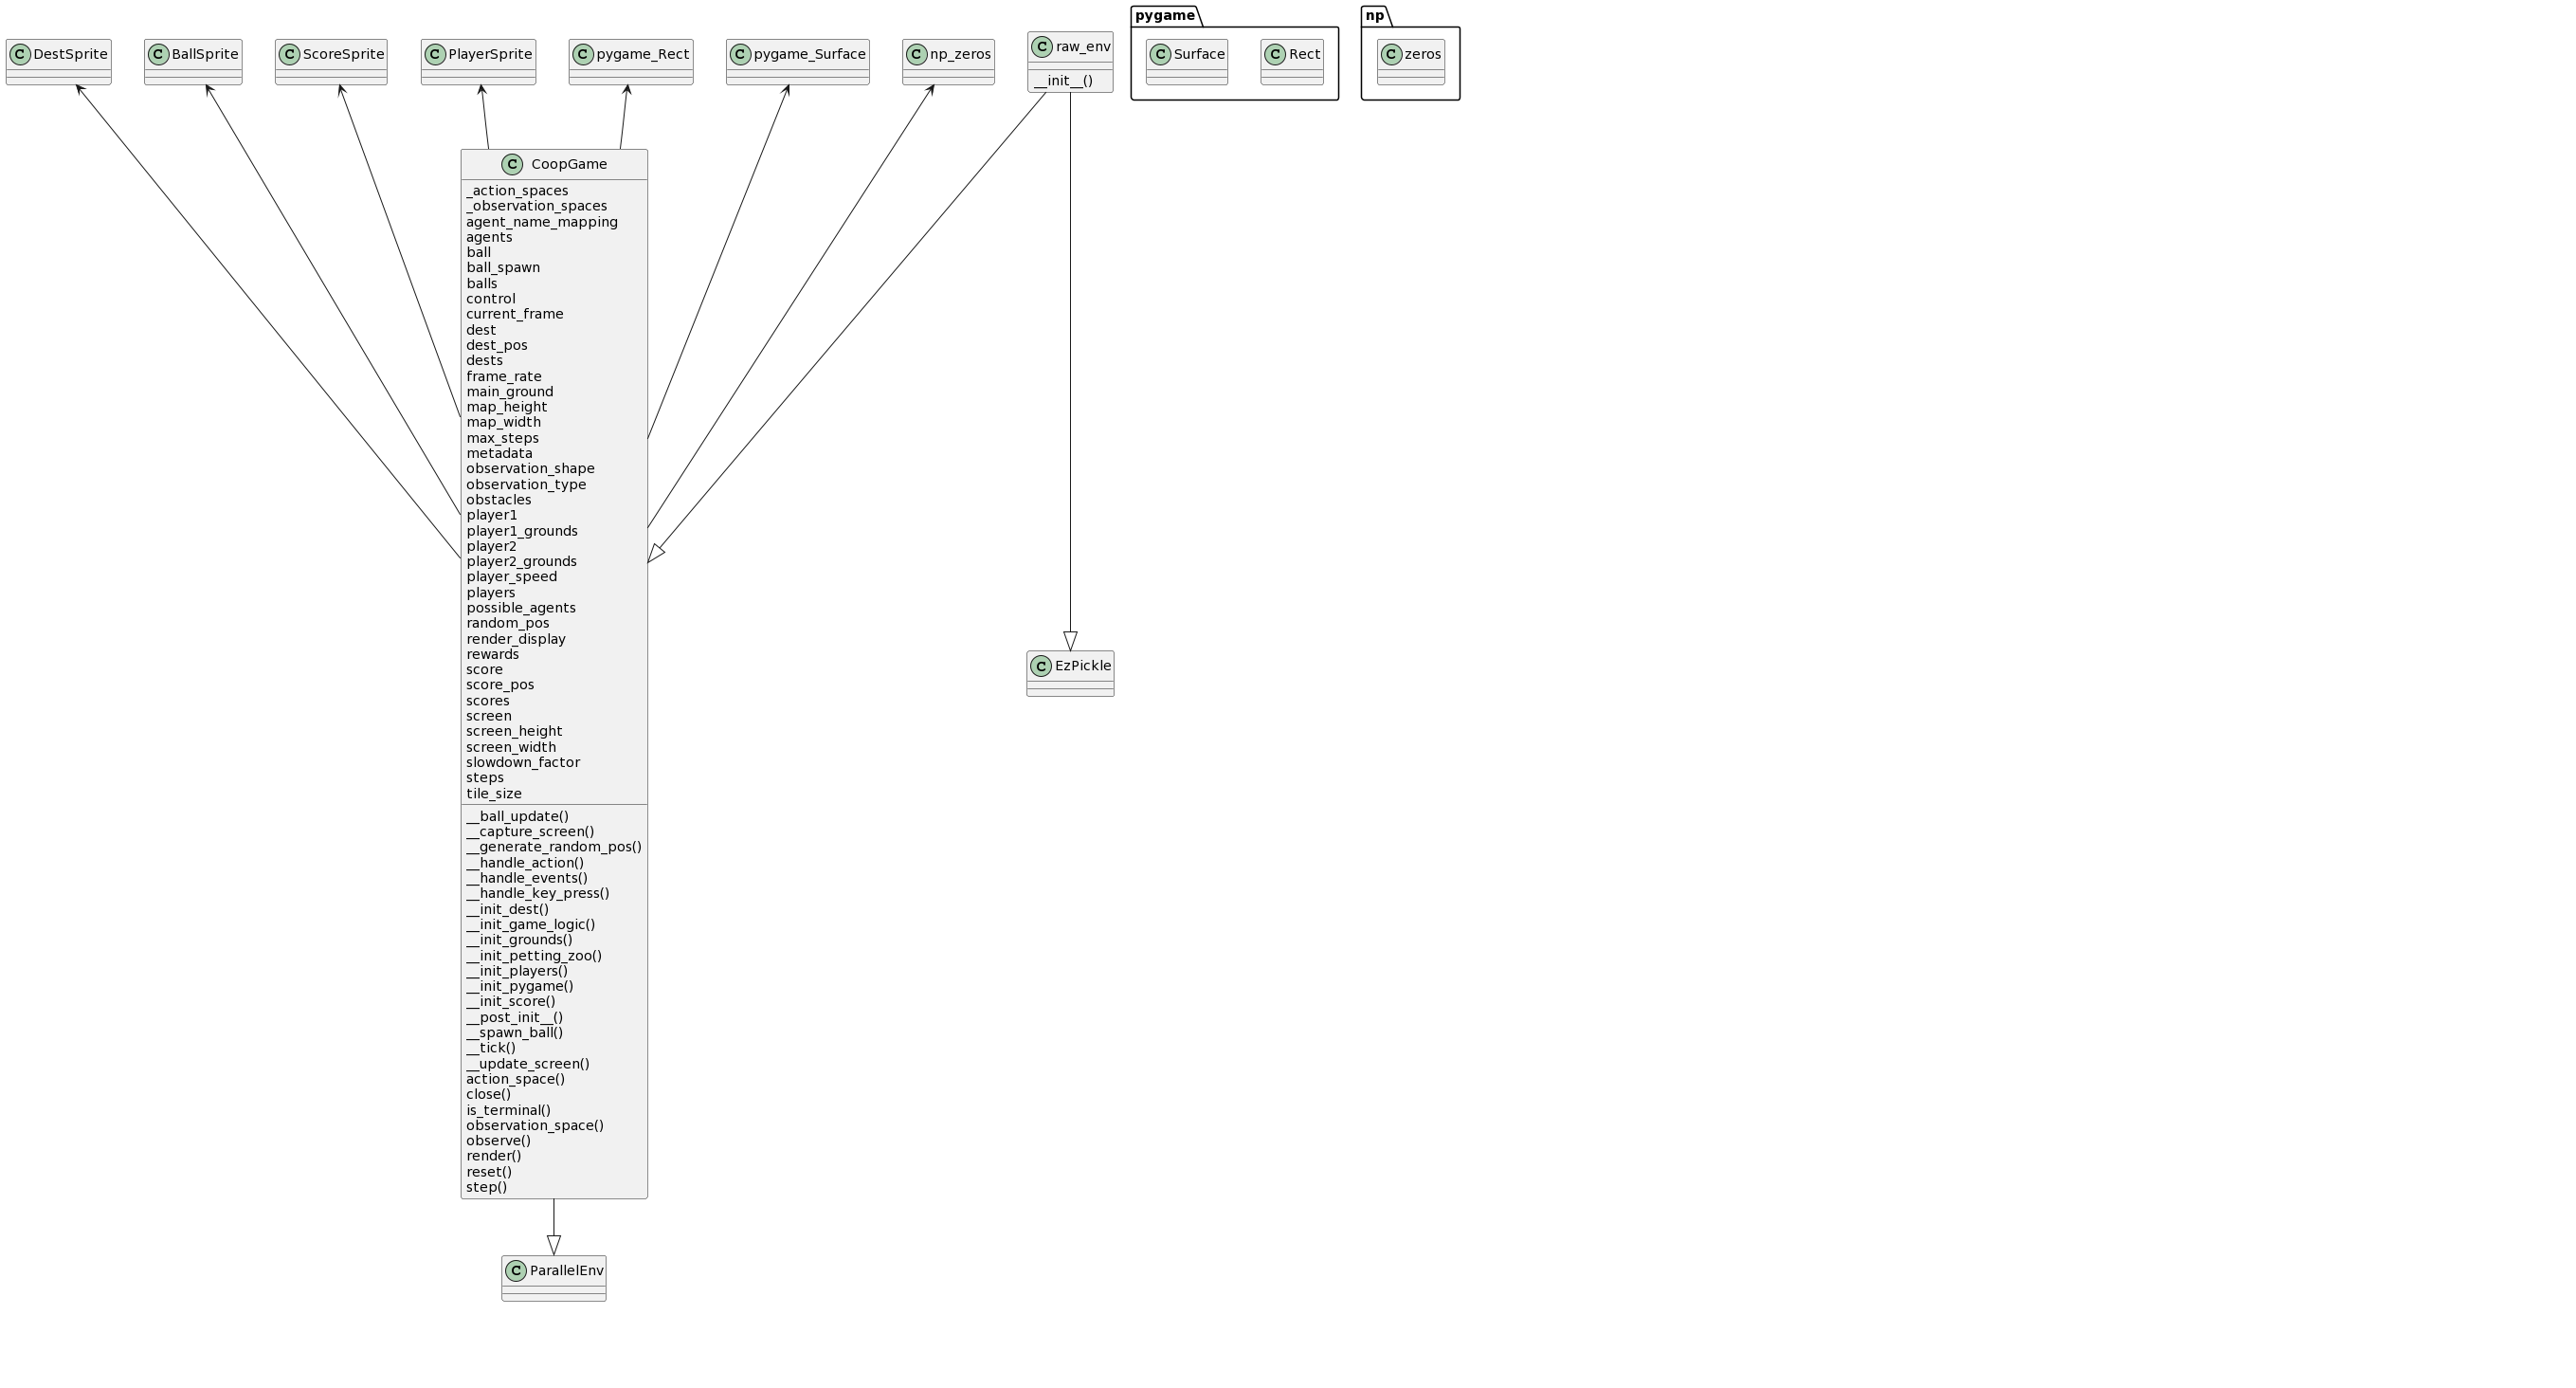 pygame
np
DestSprite
BallSprite
ScoreSprite
PlayerSprite
pygame_Rect
pygame_Surface
np_zeros
raw_env
__init__()
Surface
Rect
zeros
CoopGame
_action_spaces
_observation_spaces
agent_name_mapping
agents
ball
ball_spawn
balls
control
current_frame
dest
dest_pos
dests
frame_rate
main_ground
map_height
map_width
max_steps
metadata
observation_shape
observation_type
obstacles
player1
player1_grounds
player2
player2_grounds
player_speed
players
possible_agents
random_pos
render_display
rewards
score
score_pos
scores
screen
screen_height
screen_width
slowdown_factor
steps
tile_size
__ball_update()
__capture_screen()
__generate_random_pos()
__handle_action()
__handle_events()
__handle_key_press()
__init_dest()
__init_game_logic()
__init_grounds()
__init_petting_zoo()
__init_players()
__init_pygame()
__init_score()
__post_init__()
__spawn_ball()
__tick()
__update_screen()
action_space()
close()
is_terminal()
observation_space()
observe()
render()
reset()
step()
EzPickle
ParallelEnv